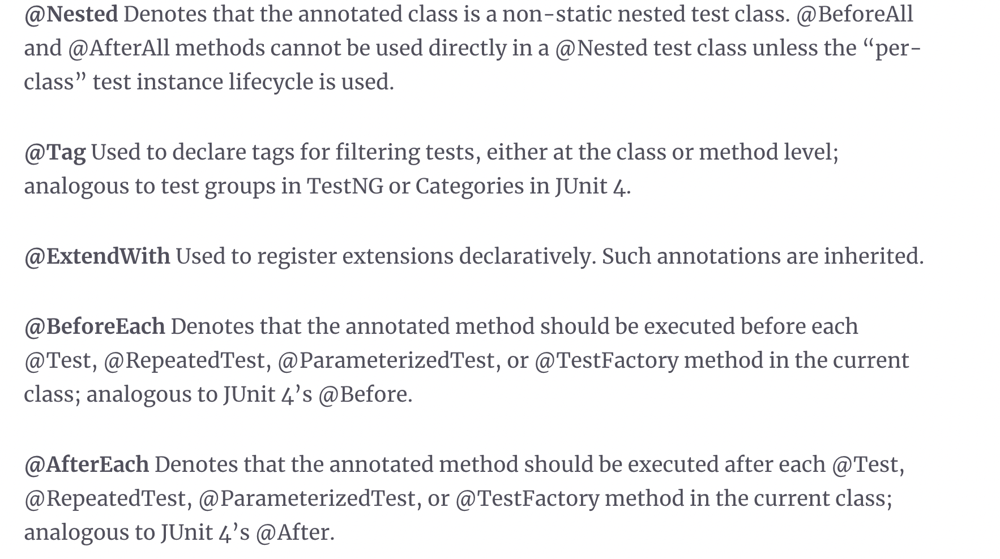 @Nested Denotes that the annotated class is a non-static nested test class. @BeforeAll
and @AfterAll methods cannot be used directly in a @Nested test class unless the “per-
class” test instance lifecycle is used.
@Tag Used to declare tags for filtering tests, either at the class or method level;
analogous to test groups in TestNG or Categories in JUnit 4.
@ExtendWith Used to register extensions declaratively. Such annotations are inherited.
@BeforeEach Denotes that the annotated method should be executed before each
@Test, @RepeatedTest, @ParameterizedTest, or @TestFactory method in the current
class; analogous to JUnit 4’s @Before.
@AfterEach Denotes that the annotated method should be executed after each @Test,
@RepeatedTest, @ParameterizedTest, or @TestFactory method in the current class;
analogous to JUnit 4’s @After.